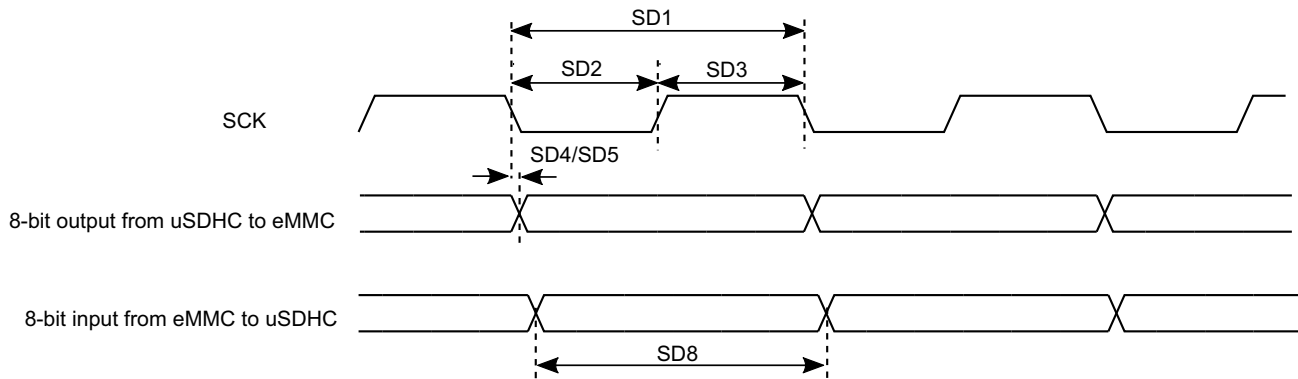 SD1
SD2
SD3
SCK
SD4/SD5
8-bit output from uSDHC to eMMC
8-bit input from eMMC to uSDHC
SD8